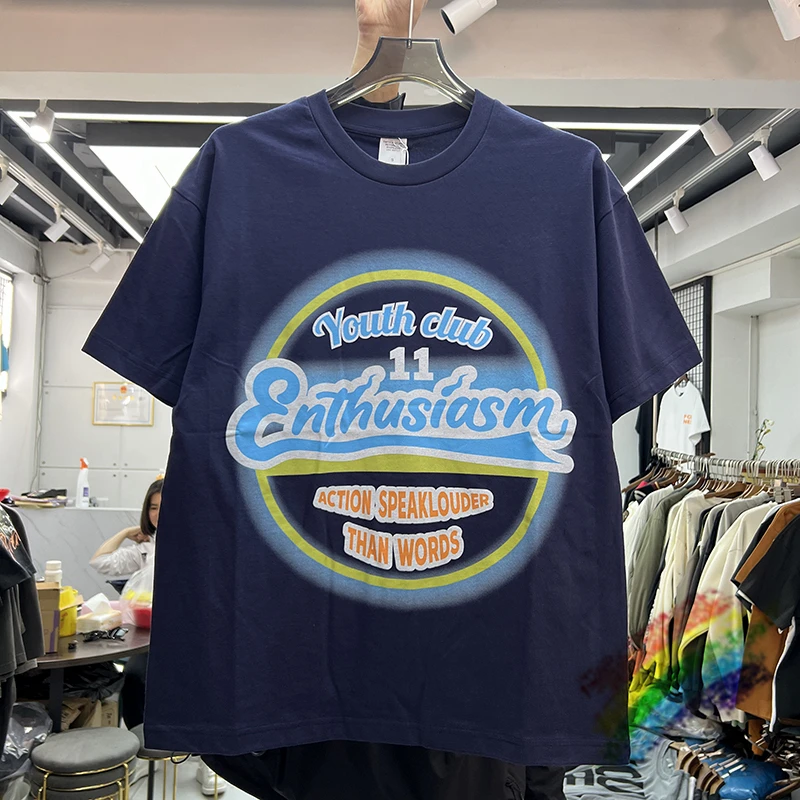 Youth club
11
Enthusiasm
ACTION SPEAKLOUDER
THAN WORDS